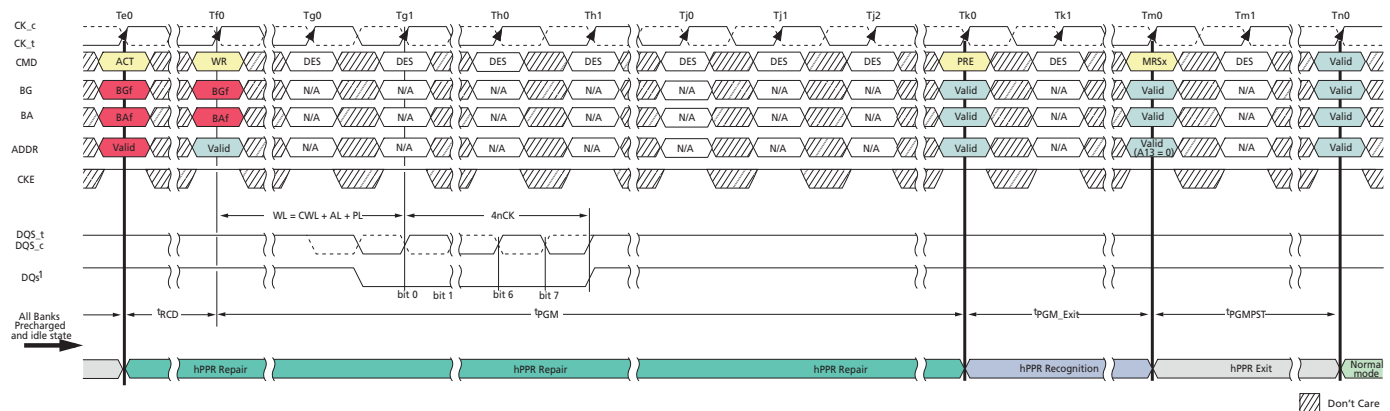 Te0 Tf0 Tg0 Tg1 Th0 Th1 Tj0 Tj1 Tj2 Tk0 Tk1 Tm0 Tm1 Tn0
CK_c
CK_t
CMD ACT WR DES DES DES DES DES DES DES PRE DES MRSx DES Valid
BG BGf BGf N/A N/A N/A N/A N/A N/A N/A Valid N/A Valid N/A Valid
BA BAf BAf N/A N/A N/A N/A N/A N/A N/A Valid N/A Valid N/A Valid
ADDR Valid Valid N/A N/A N/A N/A N/A N/A N/A Valid N/A Valid (A13 = 0) N/A Valid
CKE
WL = CWL + AL + PL 4nCK
DQS_t
DQS_c
DQs1
bit 0 bit 1 bit 6 bit 7
All Banks
Precharged
and idle state
tRCD tPGM tPGM_Exit tPGMPST
hPPR Repair hPPR Repair hPPR Repair hPPR Recognition hPPR Exit Normal mode
Don't Care